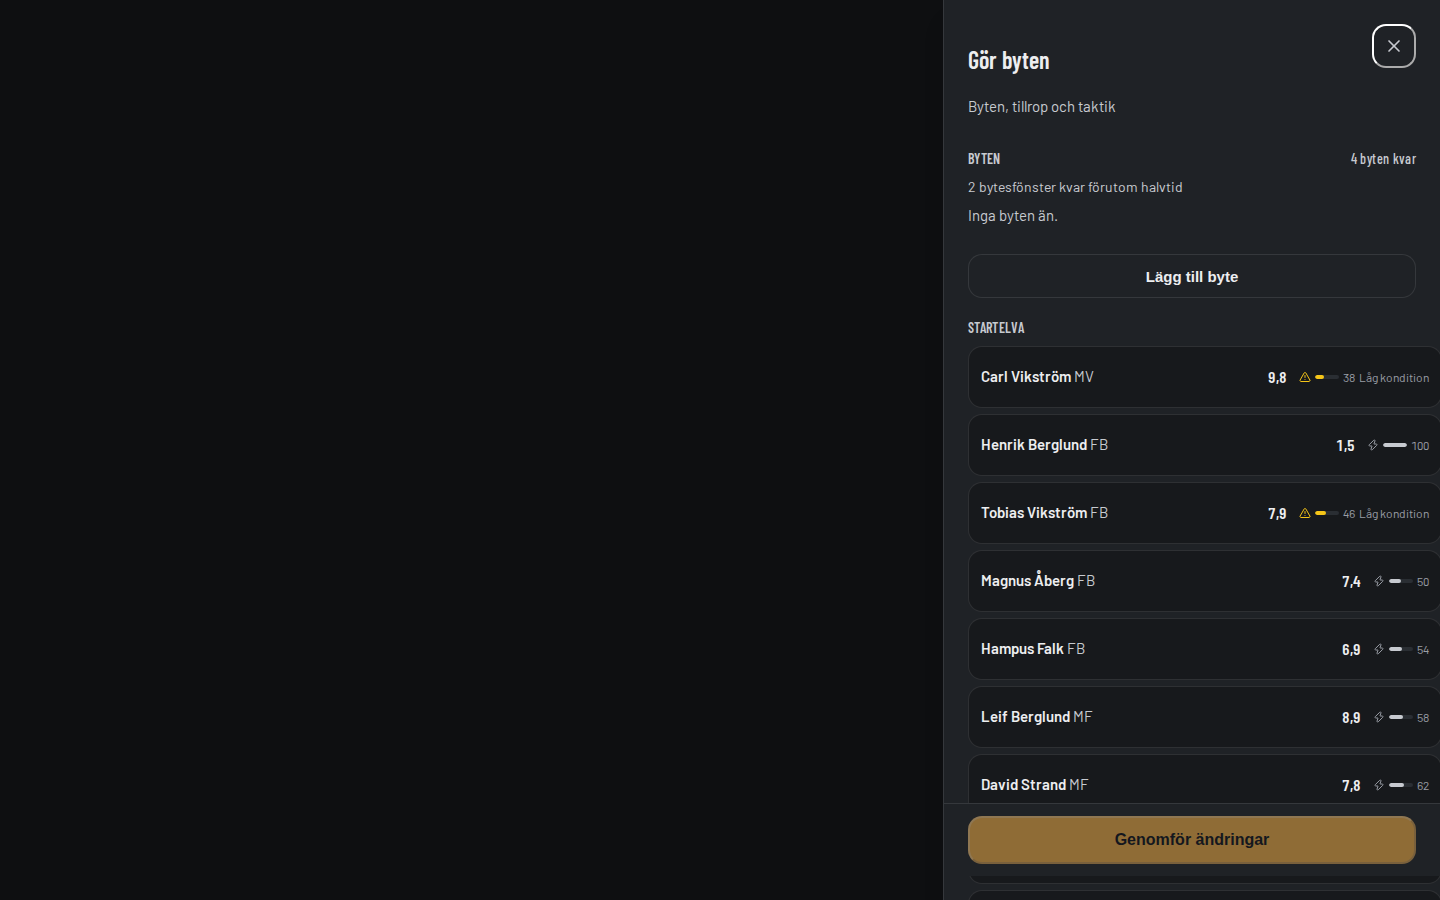 Gör byten
Byten, tillrop och taktik
BYTEN 4 byten kvar
2 bytesfönster kvar förutom halvtid
Inga byten än.
Lägg till byte
STARTELVA
Carl Vikström MV 9,8 38 Låg kondition
Henrik Berglund FB 1,5 100
Tobias Vikström FB 7,9 46 Låg kondition
Magnus Åberg FB 7,4 50
Hampus Falk FB 6,9 54
Leif Berglund MF 8,9 58
David Strand MF 7,8 62
Genomför ändringar